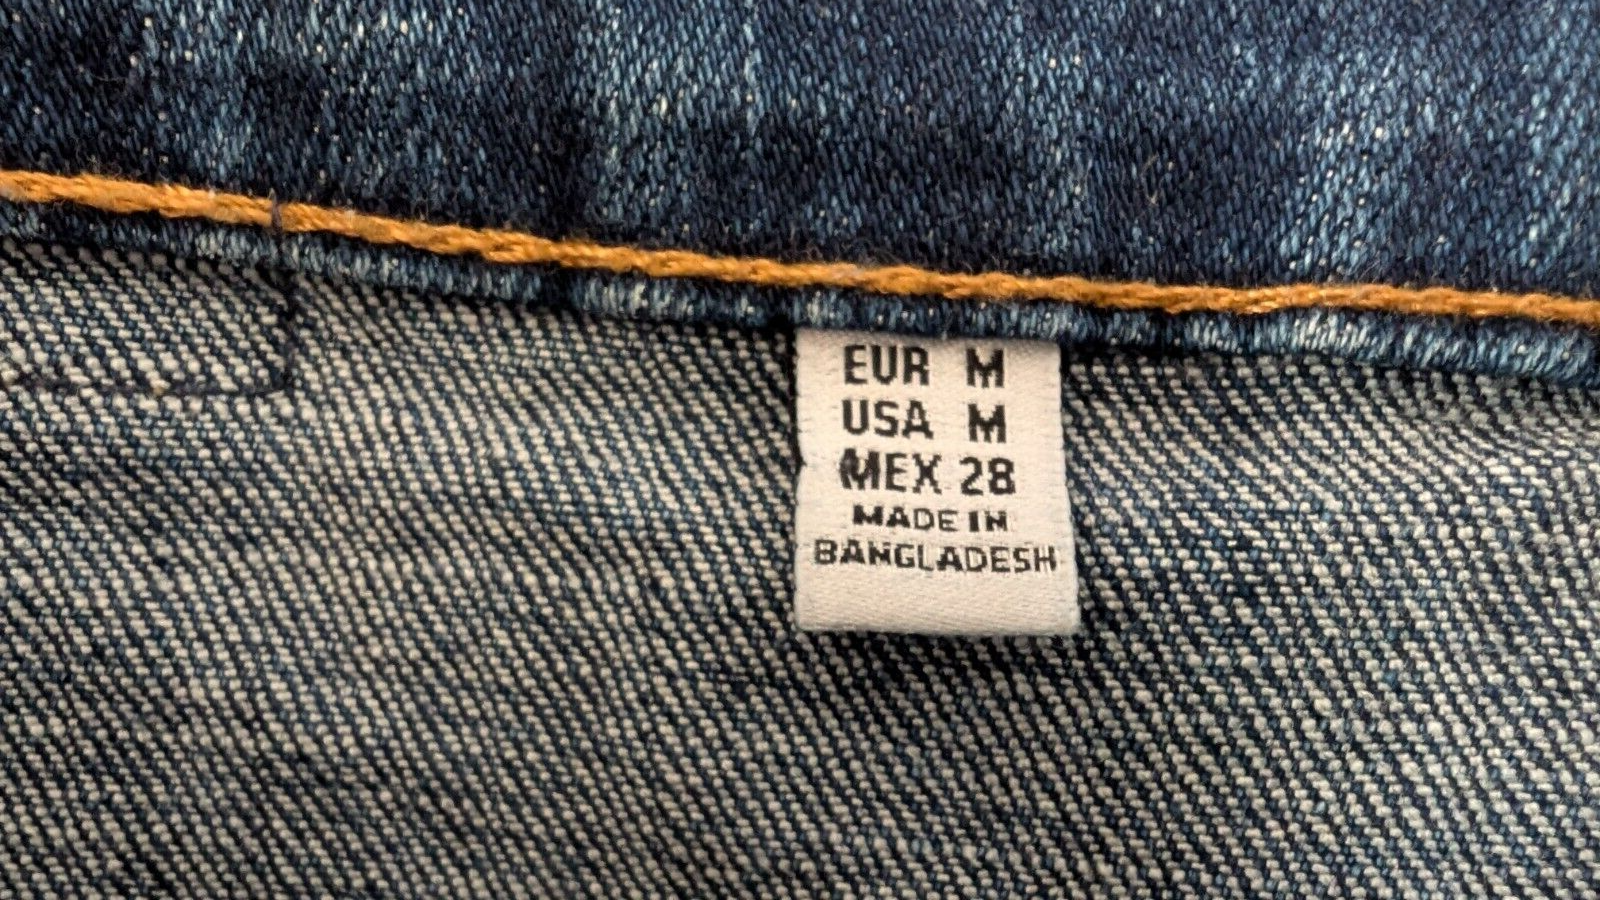 EUR M
USA M
MEX 28
MADE IN
BANGLADESH